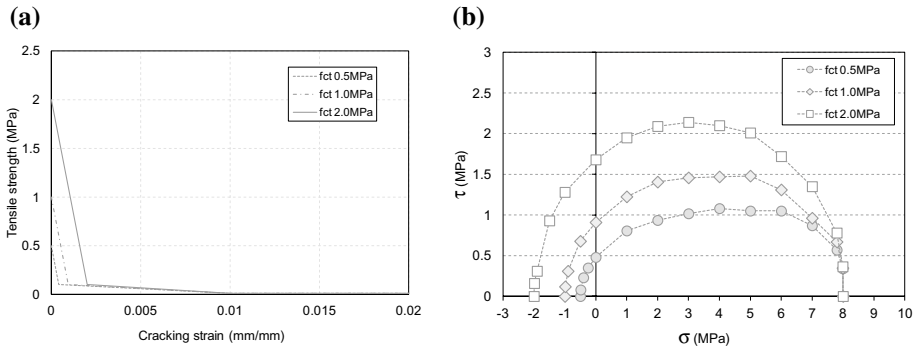 (a)
2.5
2
1.5
1
0.5
0
0 0.005 0.01 0.015 0.02
Tensile strength (MPa)
Cracking strain (mm/mm)
fct 0.5MPa
fct 1.0MPa
fct 2.0MPa
(b)
3
2.5
2
1.5
1
0.5
0
-3 -2 -1 0 1 2 3 4 5 6 7 8 9 10
τ (MPa)
σ (MPa)
fct 0.5MPa
fct 1.0MPa
fct 2.0MPa